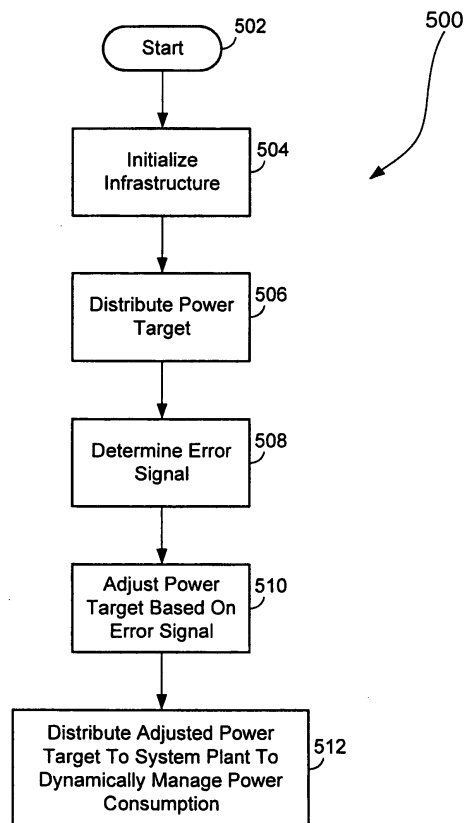 500
Start
502
Initialize
Infrastructure
504
Distribute Power
Target
506
Determine Error
Signal
508
Adjust Power
Target Based On
Error Signal
510
Distribute Adjusted Power
Target To System Plant To
Dynamically Manage Power
Consumption
512